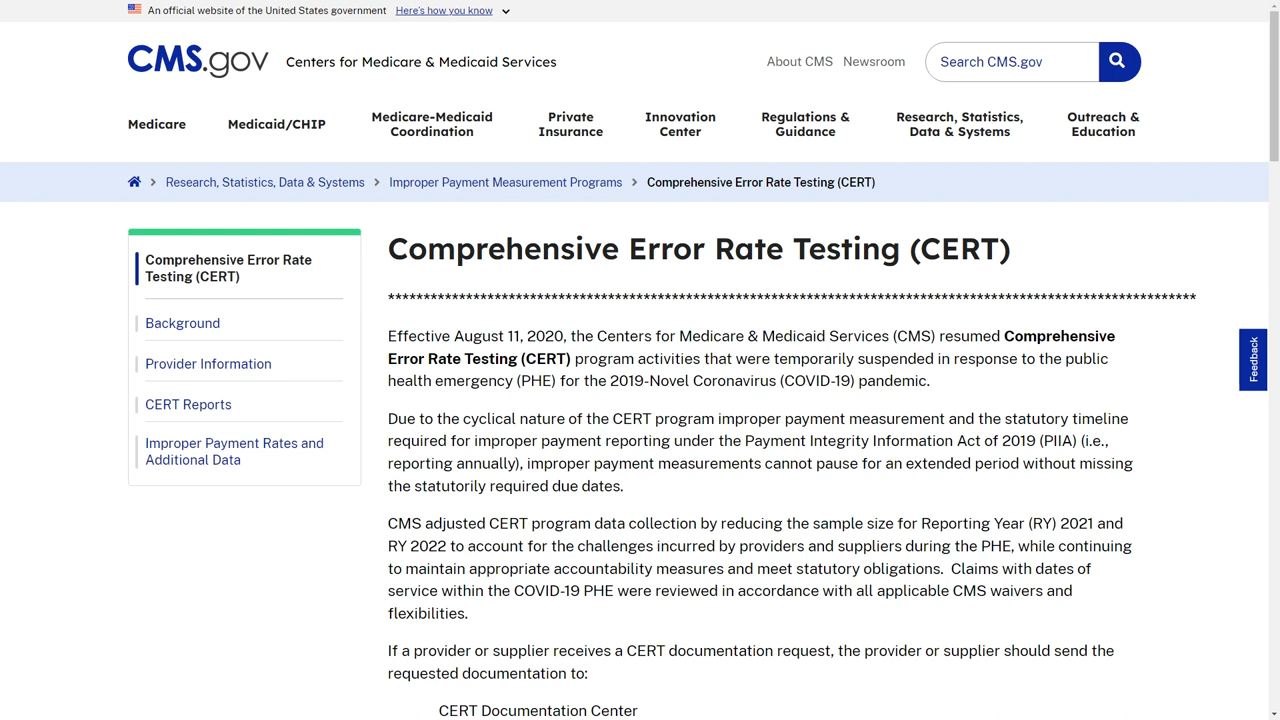 An official website of the United States government Here's how you know
CMS.gov Centers for Medicare & Medicaid Services
About CMS Newsroom Search CMS.gov
Medicare
Medicaid/CHIP
Medicare-Medicaid
Coordination
Private
Insurance
Innovation
Center
Regulations &
Guidance
Research, Statistics,
Data & Systems
Outreach &
Education
Research, Statistics, Data & Systems Improper Payment Measurement Programs Comprehensive Error Rate Testing (CERT)
Comprehensive Error Rate
Testing (CERT)
Background
Provider Information
CERT Reports
Improper Payment Rates and
Additional Data
Comprehensive Error Rate Testing (CERT)
******************************************************************************************************************
Effective August 11, 2020, the Centers for Medicare & Medicaid Services (CMS) resumed Comprehensive
Error Rate Testing (CERT) program activities that were temporarily suspended in response to the public
health emergency (PHE) for the 2019-Novel Coronavirus (COVID-19) pandemic.
Due to the cyclical nature of the CERT program improper payment measurement and the statutory timeline
required for improper payment reporting under the Payment Integrity Information Act of 2019 (PIIA) (i.e.,
reporting annually), improper payment measurements cannot pause for an extended period without missing
the statutorily required due dates.
CMS adjusted CERT program data collection by reducing the sample size for Reporting Year (RY) 2021 and
RY 2022 to account for the challenges incurred by providers and suppliers during the PHE, while continuing
to maintain appropriate accountability measures and meet statutory obligations. Claims with dates of
service within the COVID-19 PHE were reviewed in accordance with all applicable CMS waivers and
flexibilities.
If a provider or supplier receives a CERT documentation request, the provider or supplier should send the
requested documentation to:
CERT Documentation Center
Feedback